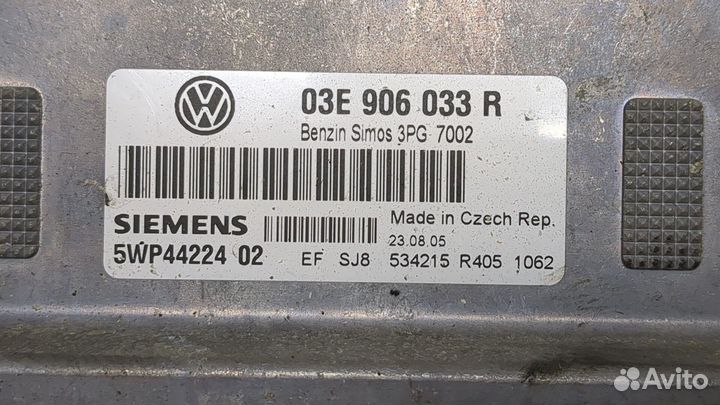 03E 906 033 R
Benzin Simos 3PG 7002
SIEMENS
Made in Czech Rep.
23.08.05
5WP44224 02
EF SJ8 534215 R405 1062
Avito